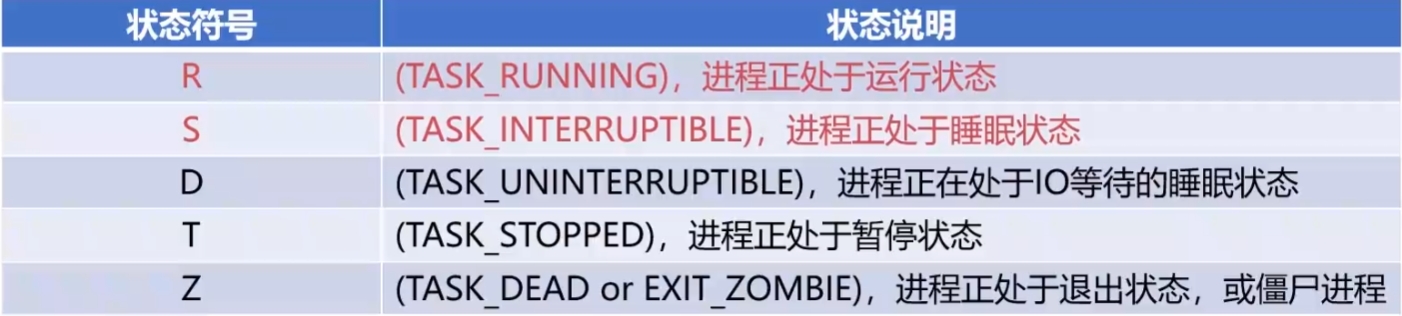 状态符号 状态说明
R (TASK_RUNNING)，进程正处于运行状态
S (TASK_INTERRUPTIBLE)，进程正处于睡眠状态
D (TASK_UNINTERRUPTIBLE)，进程正在处于IO等待的睡眠状态
T (TASK_STOPPED)，进程正处于暂停状态
Z (TASK_DEAD or EXIT_ZOMBIE)，进程正处于退出状态，或僵尸进程